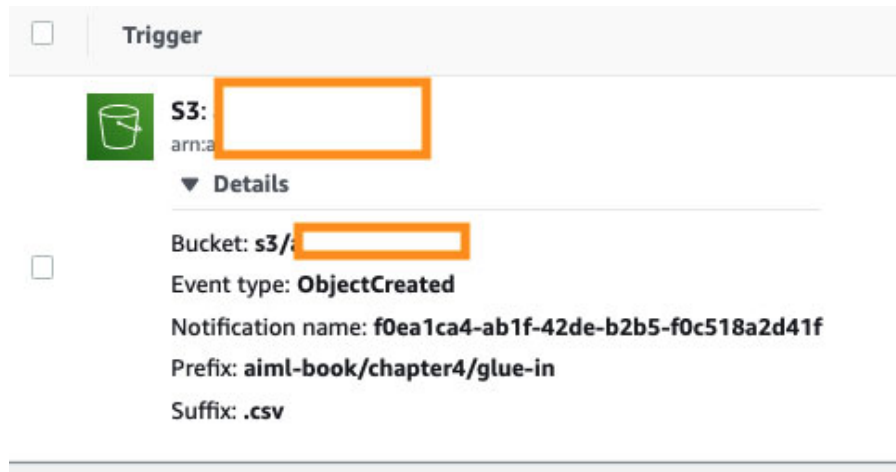 Trigger
S3:
arn:a
▼ Details
Bucket: s3/a
Event type: ObjectCreated
Notification name: f0ea1ca4-ab1f-42de-b2b5-f0c518a2d41f
Prefix: aiml-book/chapter4/glue-in
Suffix: .csv